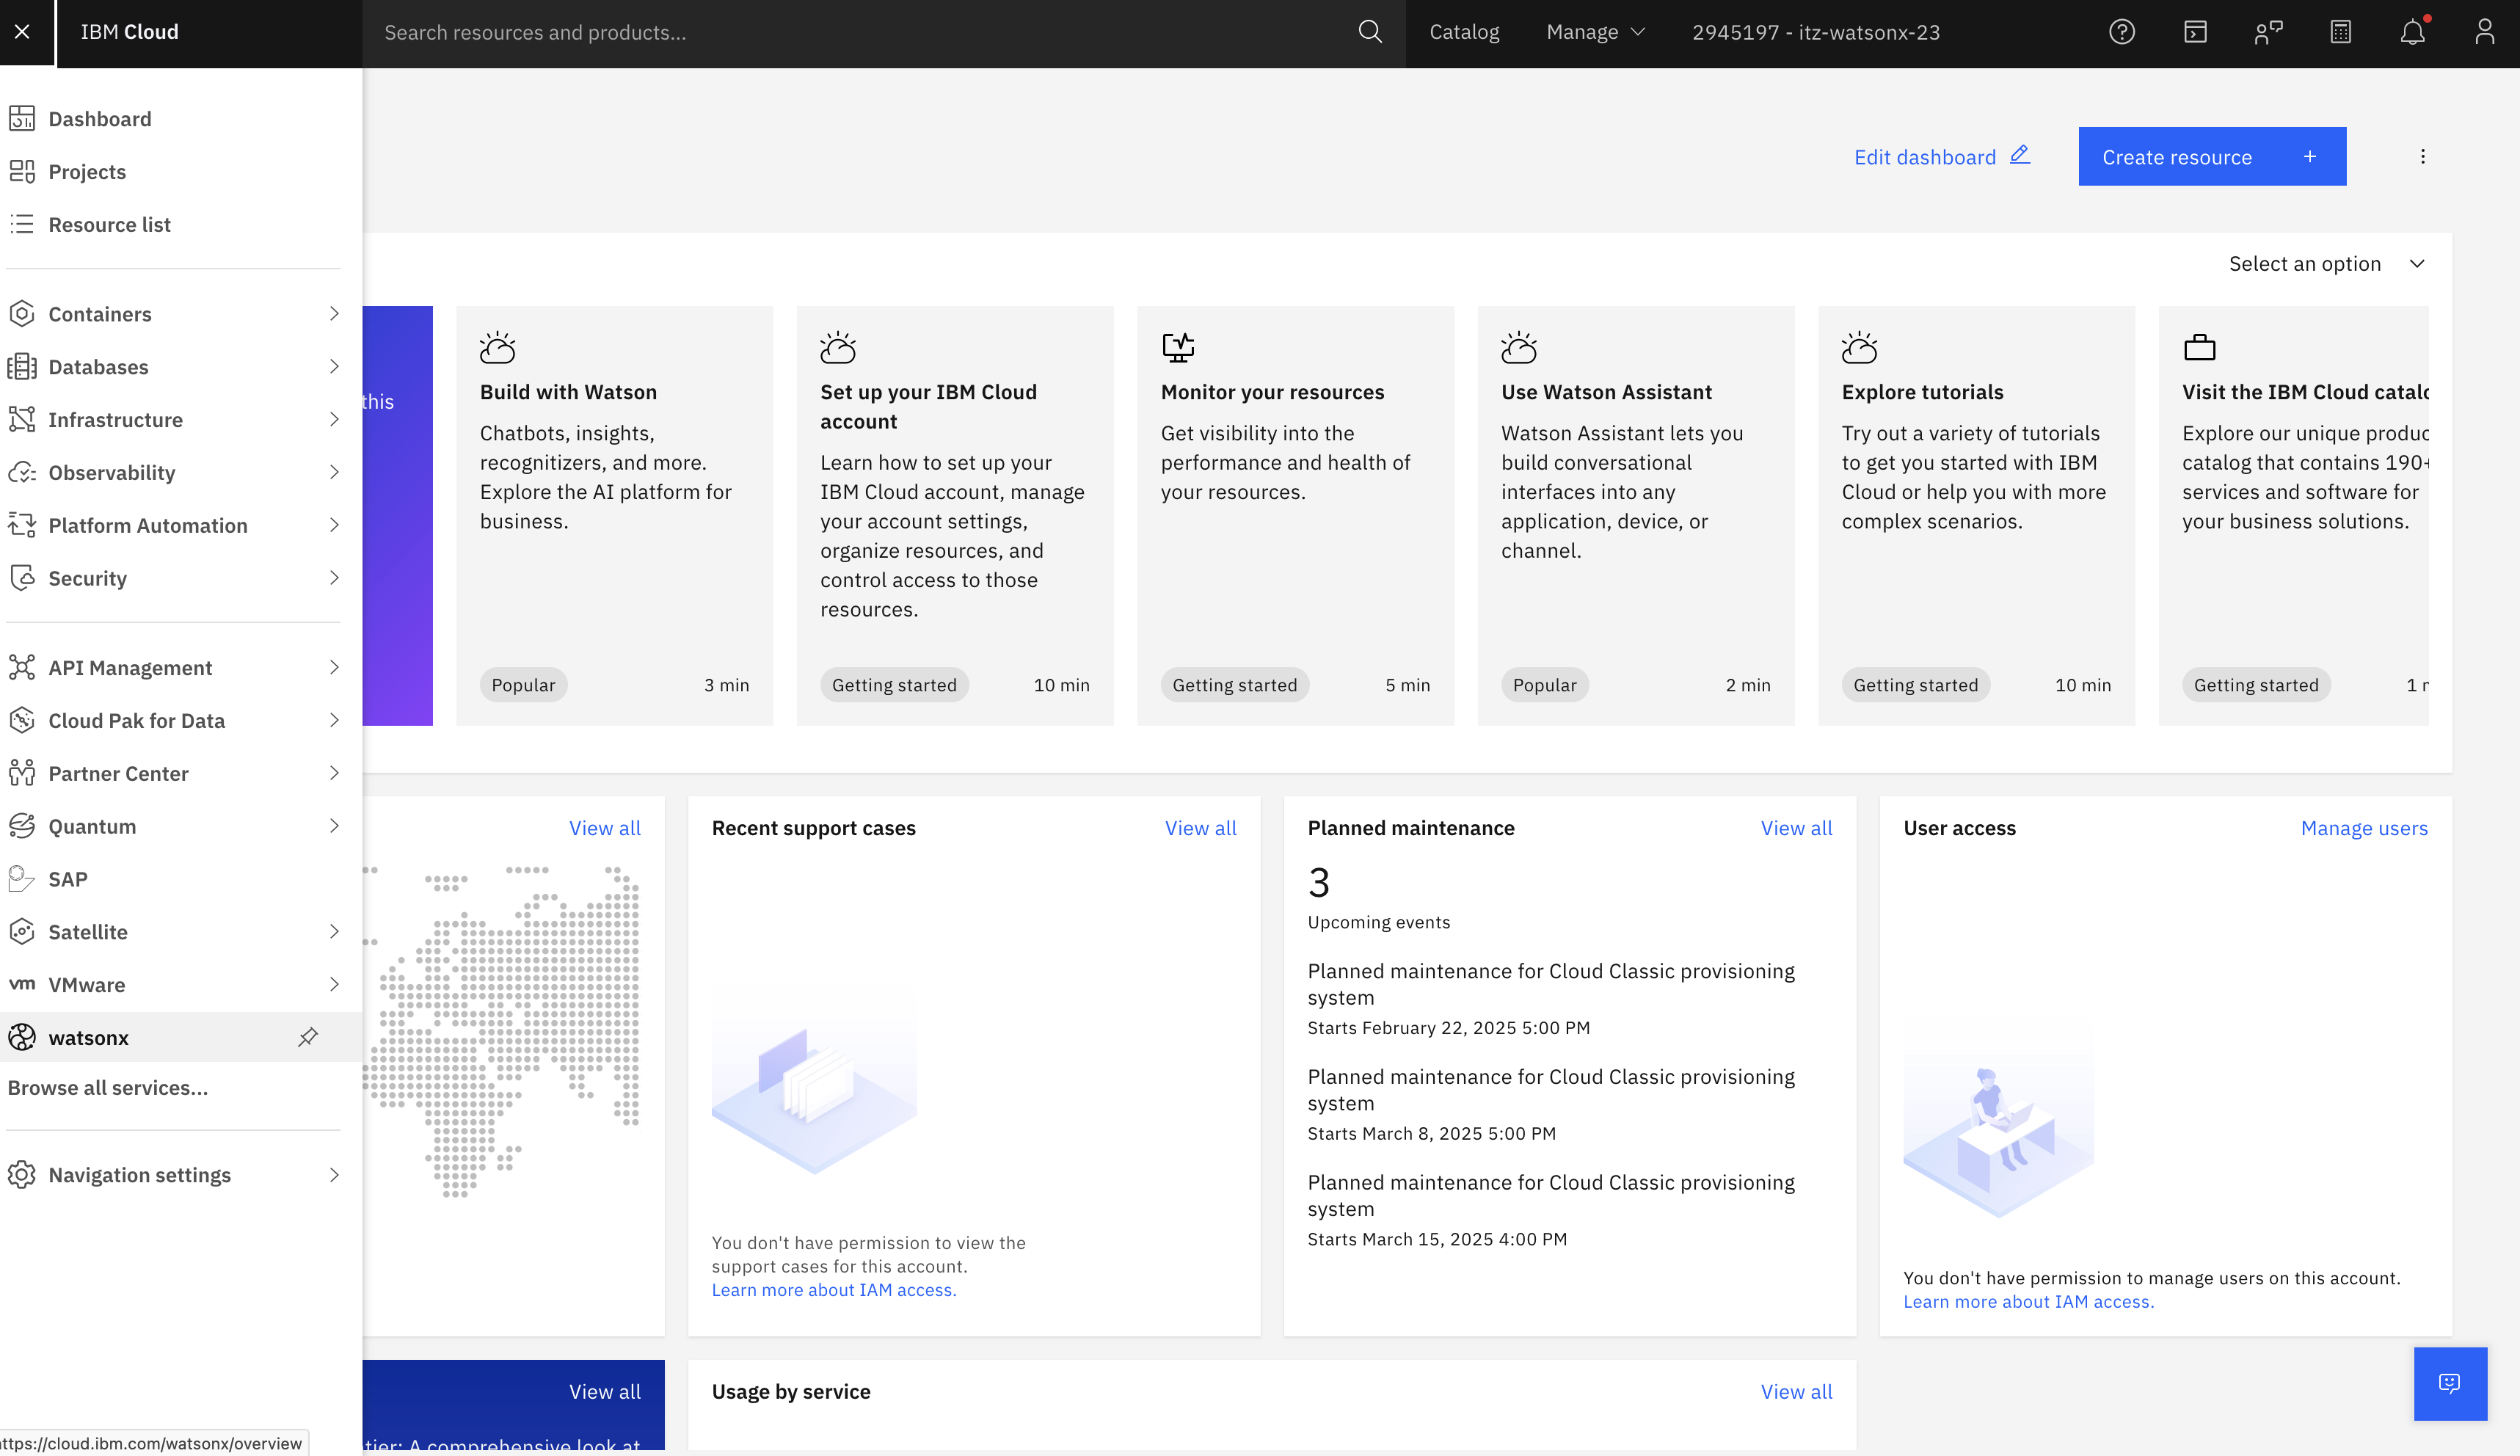 IBM Cloud
Search resources and products...
Catalog
Manage
2945197 - itz-watsonx-23
Dashboard
Projects
Resource list
Containers
Databases
Infrastructure
Observability
Platform Automation
Security
API Management
Cloud Pak for Data
Partner Center
Quantum
SAP
Satellite
vm VMware
watsonx
Browse all services...
Navigation settings
https://cloud.ibm.com/watsonx/overview
Edit dashboard
Create resource
Select an option
this
Build with Watson
Chatbots, insights,
recognitizers, and more.
Explore the AI platform for
business.
Popular
3 min
Set up your IBM Cloud
account
Learn how to set up your
IBM Cloud account, manage
your account settings,
organize resources, and
control access to those
resources.
Getting started
10 min
Monitor your resources
Get visibility into the
performance and health of
your resources.
Getting started
5 min
Use Watson Assistant
Watson Assistant lets you
build conversational
interfaces into any
application, device, or
channel.
Popular
2 min
Explore tutorials
Try out a variety of tutorials
to get you started with IBM
Cloud or help you with more
complex scenarios.
Getting started
10 min
Visit the IBM Cloud
Explore our unique
catalog that contains 190+
services and software for
your business solutions.
Getting started
1
View all
Recent support cases
View all
You don't have permission to view the
support cases for this account.
Learn more about IAM access.
Planned maintenance
View all
3
Upcoming events
Planned maintenance for Cloud Classic provisioning
system
Starts February 22, 2025 5:00 PM
Planned maintenance for Cloud Classic provisioning
system
Starts March 8, 2025 5:00 PM
Planned maintenance for Cloud Classic provisioning
system
Starts March 15, 2025 4:00 PM
User access
Manage users
You don't have permission to manage users on this account.
Learn more about IAM access.
View all
A comprehensive look at
Usage by service
View all